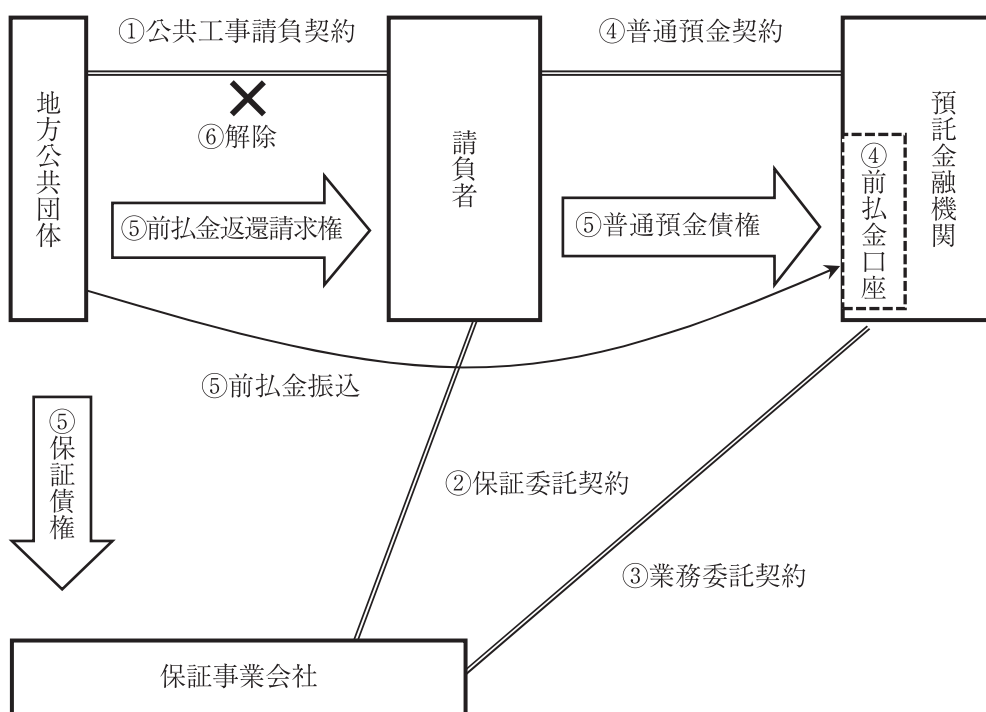 ①公共工事請負契約
④普通預金契約
地方公共団体
⑥解除
請負者
預託金融機関
④前払金口座
⑤前払金返還請求権
⑤普通預金債権
⑤前払金振込
⑤保証債権
②保証委託契約
③業務委託契約
保証事業会社